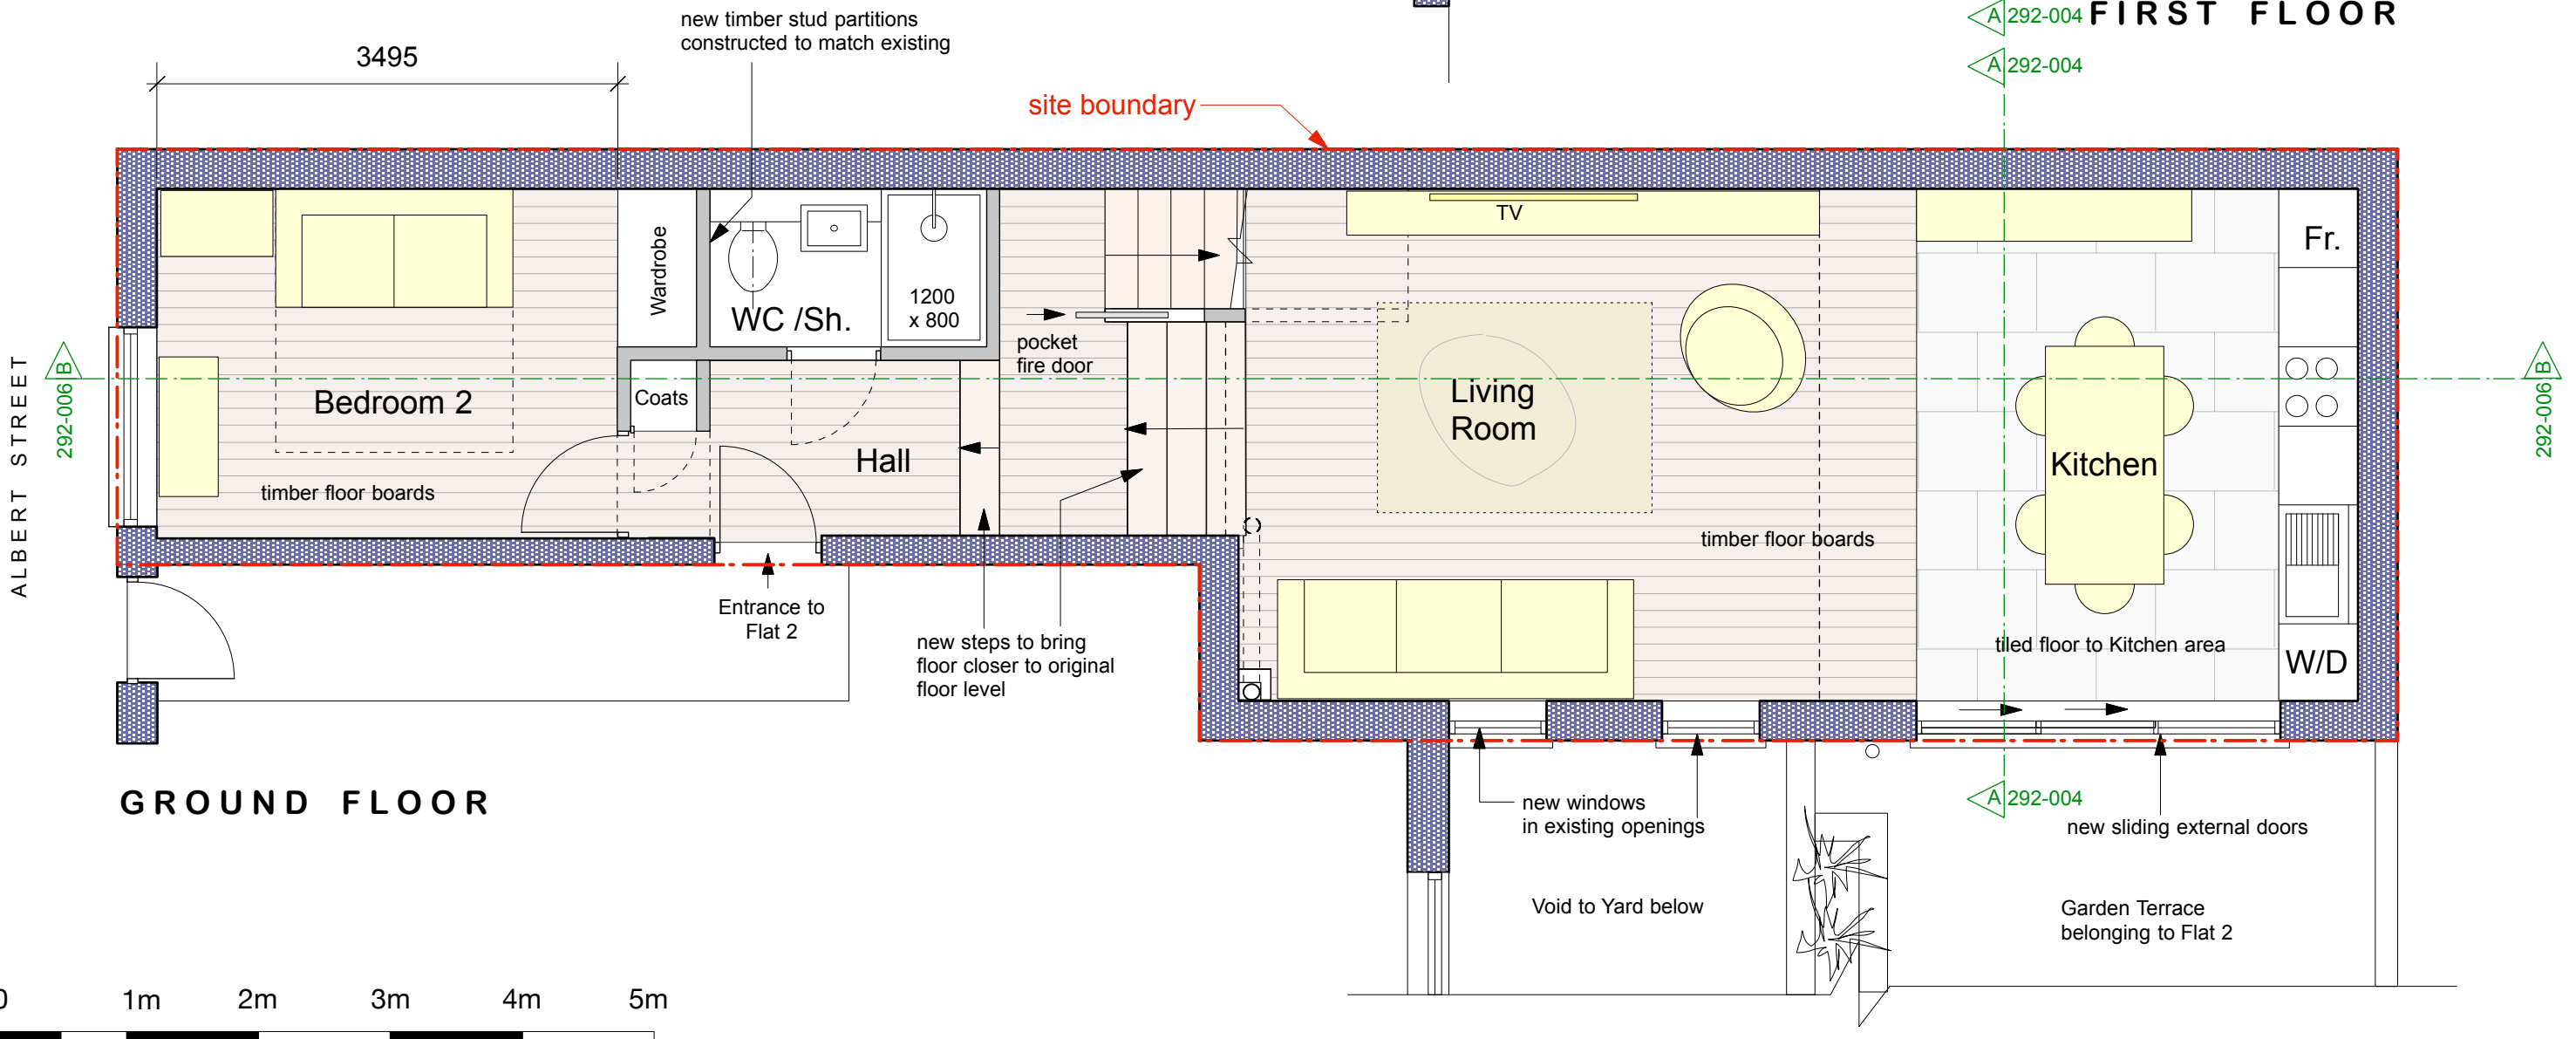 new timber stud partitions
constructed to match existing
A 292-004
FIRST FLOOR
A 292-004
3495
site boundary
TV
Fr.
Wardrobe
WC /Sh.
1200
x 800
pocket
fire door
ALBERT STREET
292-006 B
292-006 B
Bedroom 2
Coats
Living
Room
Hall
Kitchen
timber floor boards
timber floor boards
Entrance to
Flat 2
new steps to bring
floor closer to original
floor level
tiled floor to Kitchen area
W/D
GROUND FLOOR
new windows
in existing openings
A 292-004
new sliding external doors
Void to Yard below
Garden Terrace
belonging to Flat 2
0 1m 2m 3m 4m 5m